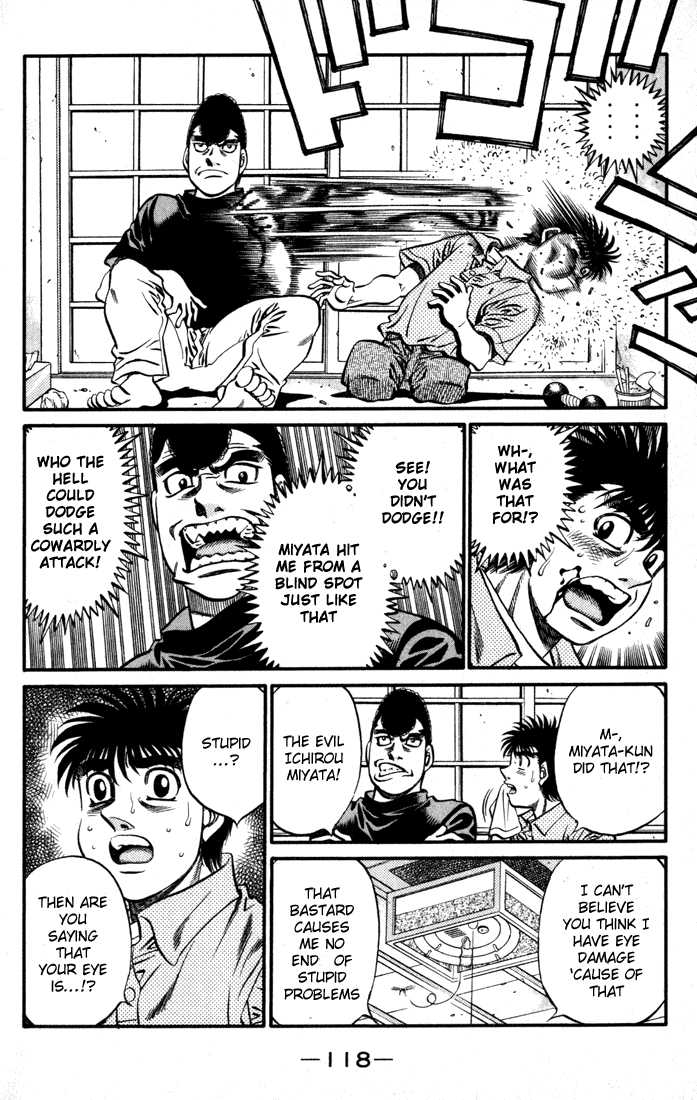 ドゴッ
......
WH-,
WHAT
WAS
THAT
FOR!?
SEE!
YOU
DIDN'T
DODGE!!
MIYATA HIT
ME FROM A
BLIND SPOT
JUST LIKE
THAT
WHO THE
HELL
COULD
DODGE
SUCH A
COWARDLY
ATTACK!
M-,
MIYATA-KUN
DID THAT!?
THE EVIL
ICHIROU
MIYATA!
I CAN'T
BELIEVE
YOU THINK I
HAVE EYE
DAMAGE
'CAUSE OF
THAT
THAT
BASTARD
CAUSES
ME NO
END OF
STUPID
PROBLEMS
STUPID
...?
THEN ARE
YOU
SAYING
THAT
YOUR EYE
IS...!?
—118—